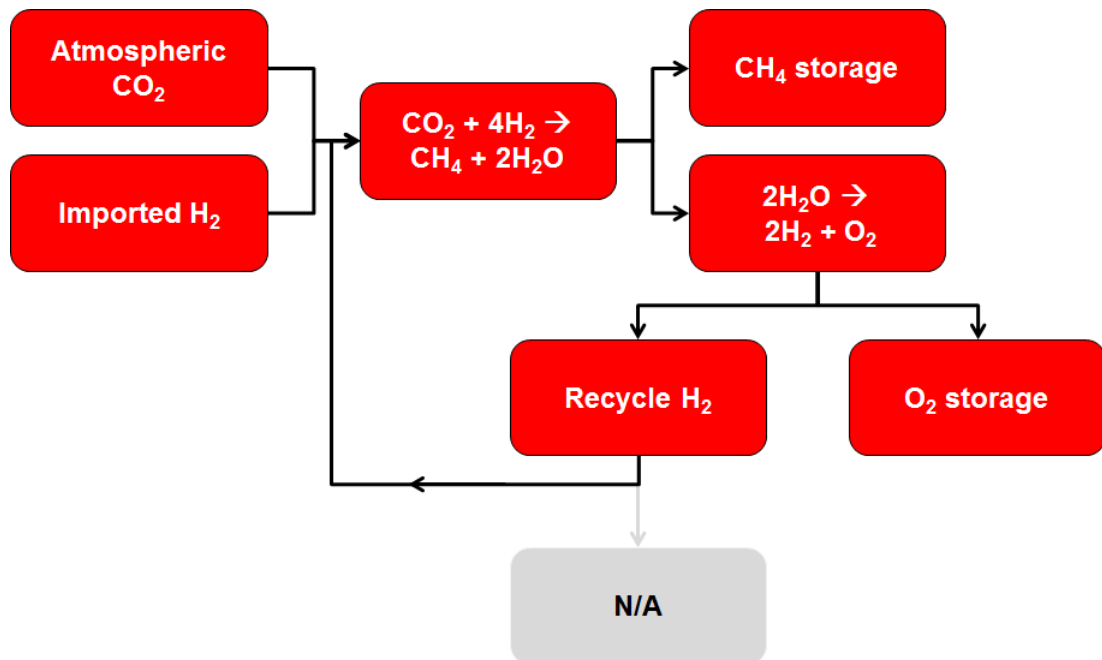 Atmospheric
CO₂
CH₄ storage
CO₂ + 4H₂ →
CH₄ + 2H₂O
Imported H₂
2H₂O →
2H₂ + O₂
Recycle H₂
O₂ storage
N/A